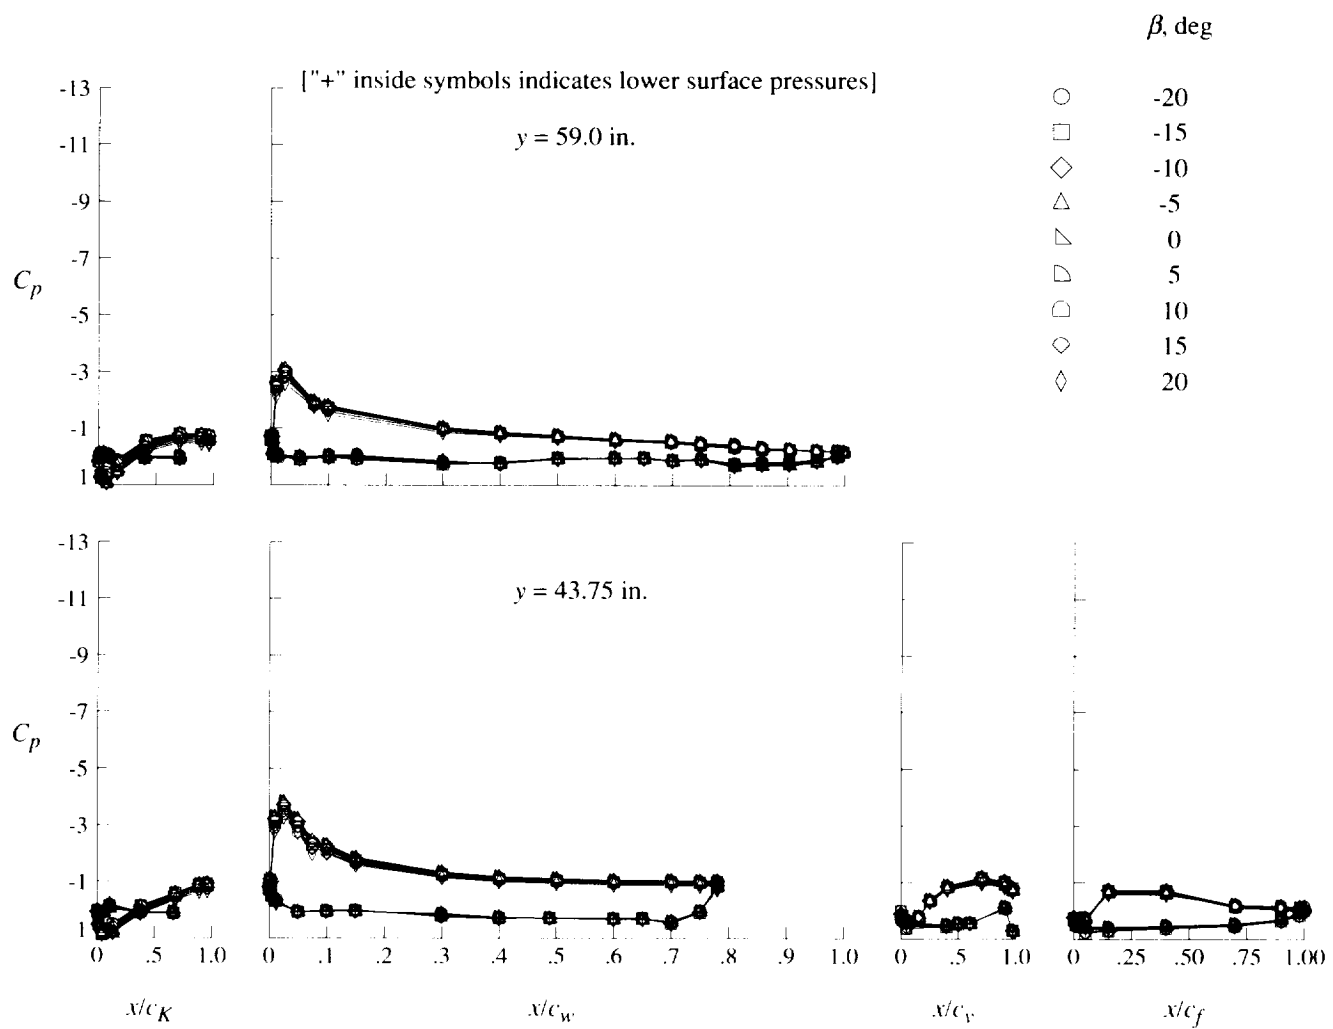 β, deg
["+" inside symbols indicates lower surface pressures]
y = 59.0 in.
-20
-15
-10
-5
0
5
10
15
20
-13
-11
-9
-7
C_p
-5
-3
-1
1
y = 43.75 in.
-13
-11
-9
-7
C_p
-5
-3
-1
1
0 .5 1.0
0 .1 .2 .3 .4 .5 .6 .7 .8 .9 1.0
0 .5 1.0
0 .25 .50 .75 1.00
x/c_K
x/c_w
x/c_v
x/c_f